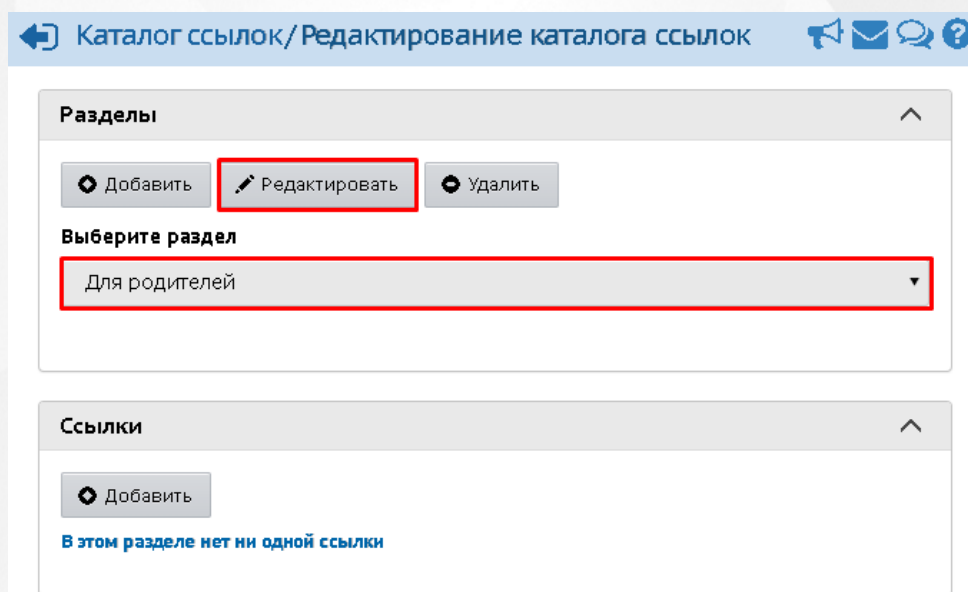 Каталог ссылок/Редактирование каталога ссылок
Разделы
Добавить Редактировать Удалить
Выберите раздел
Для родителей
Ссылки
Добавить
В этом разделе нет ни одной ссылки